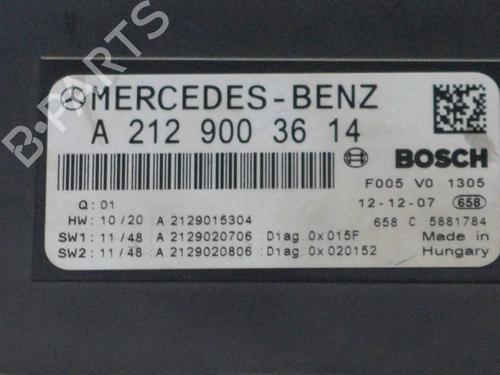 B-PARTS
MERCEDES-BENZ
A 212 900 36 14
BOSCH
F005 V0 1305
Q:01
12-12-07 658
HW: 10/20 :A 2129015304
658 C 5881784
SW1: 11/48 :A 2129020706 :Diag.0x015F
Made in
SW2: 11/48 :A 2129020806 :Diag.0x020152
Hungary